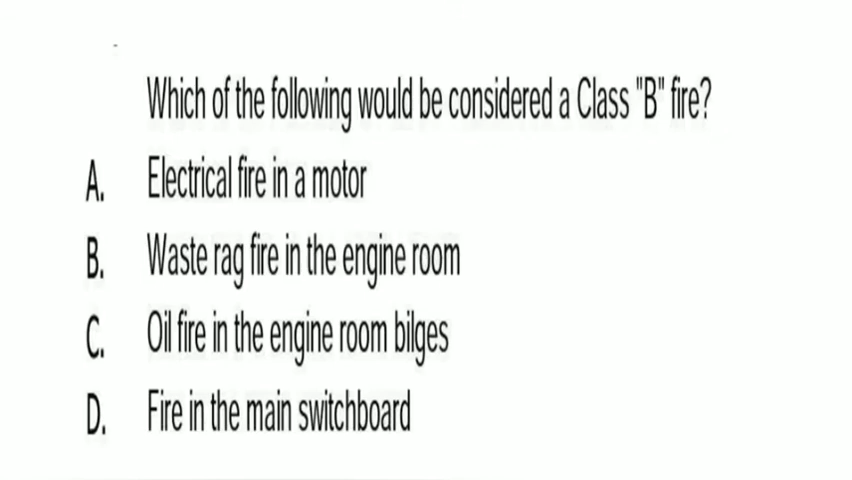 Which of the following would be considered a Class "B" fire?
A. Electrical fire in a motor
B. Waste rag fire in the engine room
C. Oil fire in the engine room bilges
D. Fire in the main switchboard